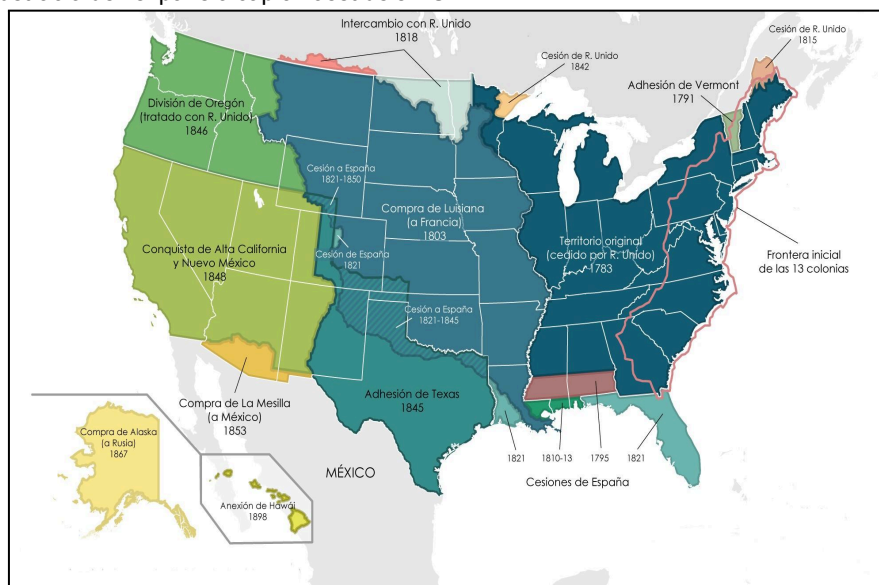 Intercambio con R. Unido
1818
Cesión de R. Unido
1815
Cesión de R. Unido
1842
Adhesión de Vermont
1791
División de Oregón
(tratado con R. Unido)
1846
Cesión a España
1821-1850
Compra de Luisiana
(a Francia)
1803
Territorio original
(cedido por R. Unido)
1783
Frontera inicial
de las 13 colonias
Conquista de Alta California
y Nuevo México
1848
Cesión de España
1821
Cesión a España
1821-1845
Compra de La Mesilla
(a México)
1853
Adhesión de Texas
1845
Compra de Alaska
(a Rusia)
1867
MÉXICO
1821
1810-13
1795
1821
Cesiones de España
Anexión de Hawái
1898